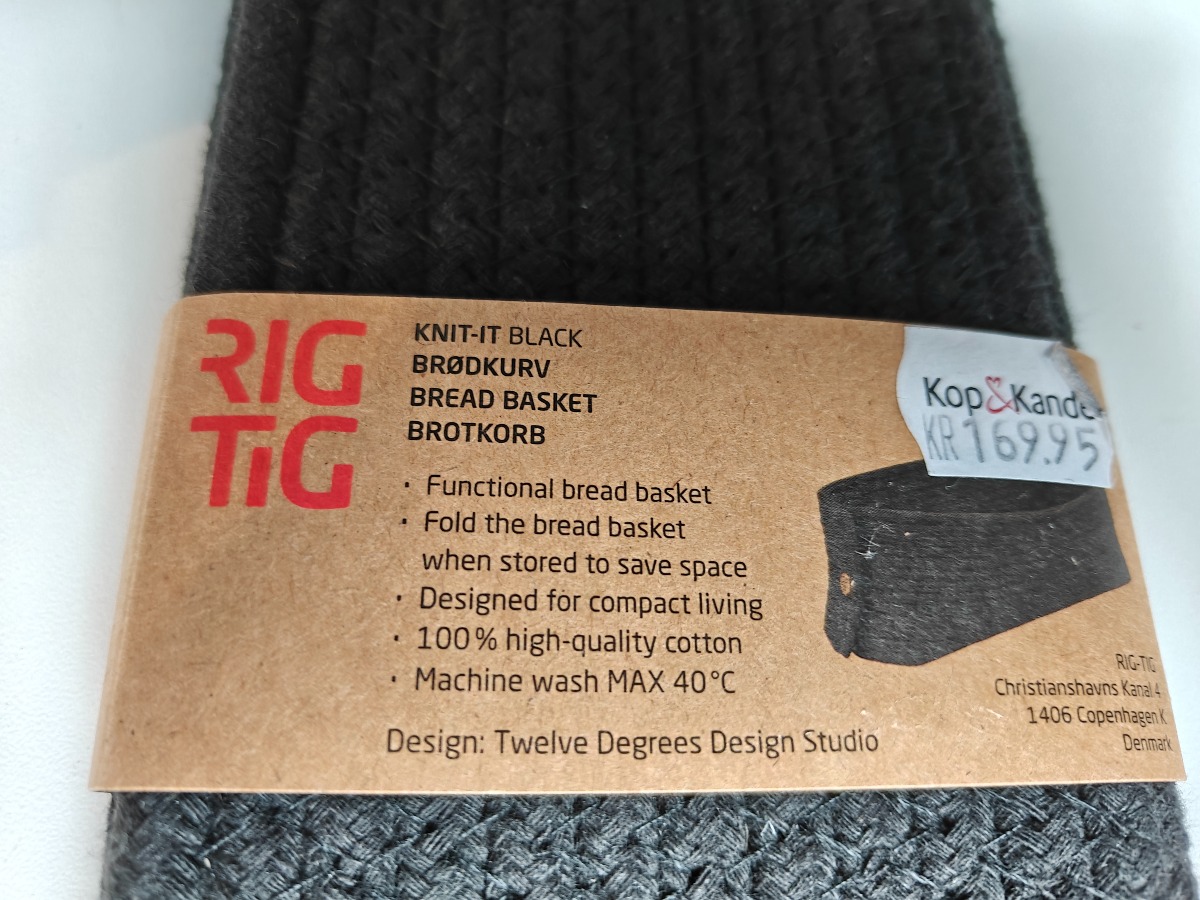 RIG
TIG
KNIT-IT BLACK
BRØDKURV
BREAD BASKET
BROTKORB
· Functional bread basket
· Fold the bread basket
when stored to save space
· Designed for compact living
· 100% high-quality cotton
· Machine wash MAX 40°C
Design: Twelve Degrees Design Studio
Kop&Kande
KR 169.95
RIG-TIG
Christianshavns Kanal 4
1406 Copenhagen K
Denmark